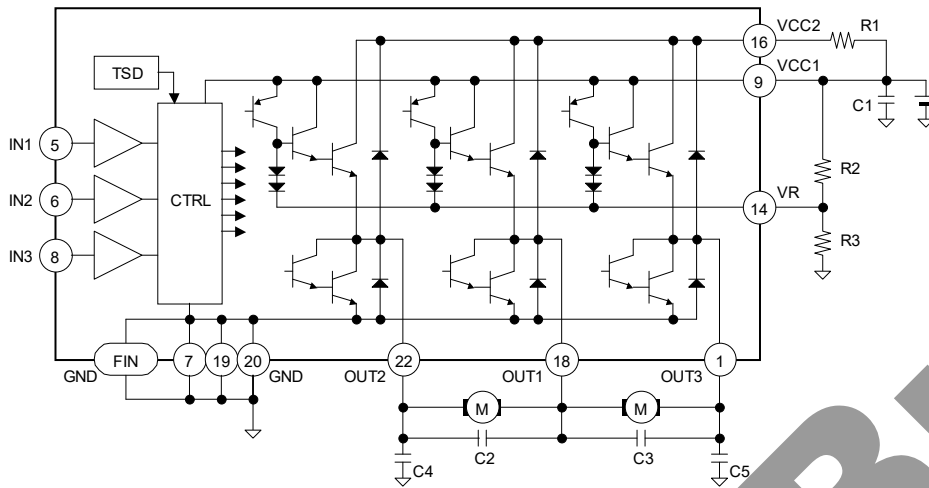 VCC2
R1
16
TSD
VCC1
9
C1
IN1
5
R2
IN2
6
CTRL
14
VR
IN3
8
R3
GND
FIN
7
19
20
GND
OUT2
22
OUT1
18
OUT3
1
M
M
C4
C2
C3
C5